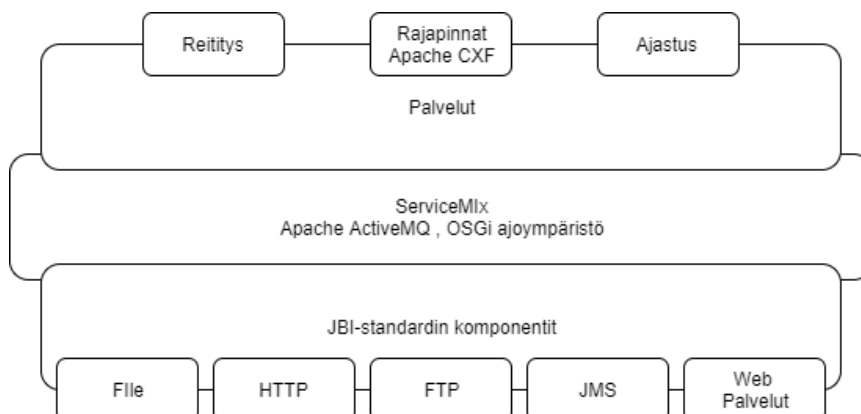 Reititys
Rajapinnat
Apache CXF
Ajastus
Palvelut
ServiceMIx
Apache ActiveMQ , OSGi ajoympäristö
JBI-standardin komponentit
FIle
HTTP
FTP
JMS
Web
Palvelut